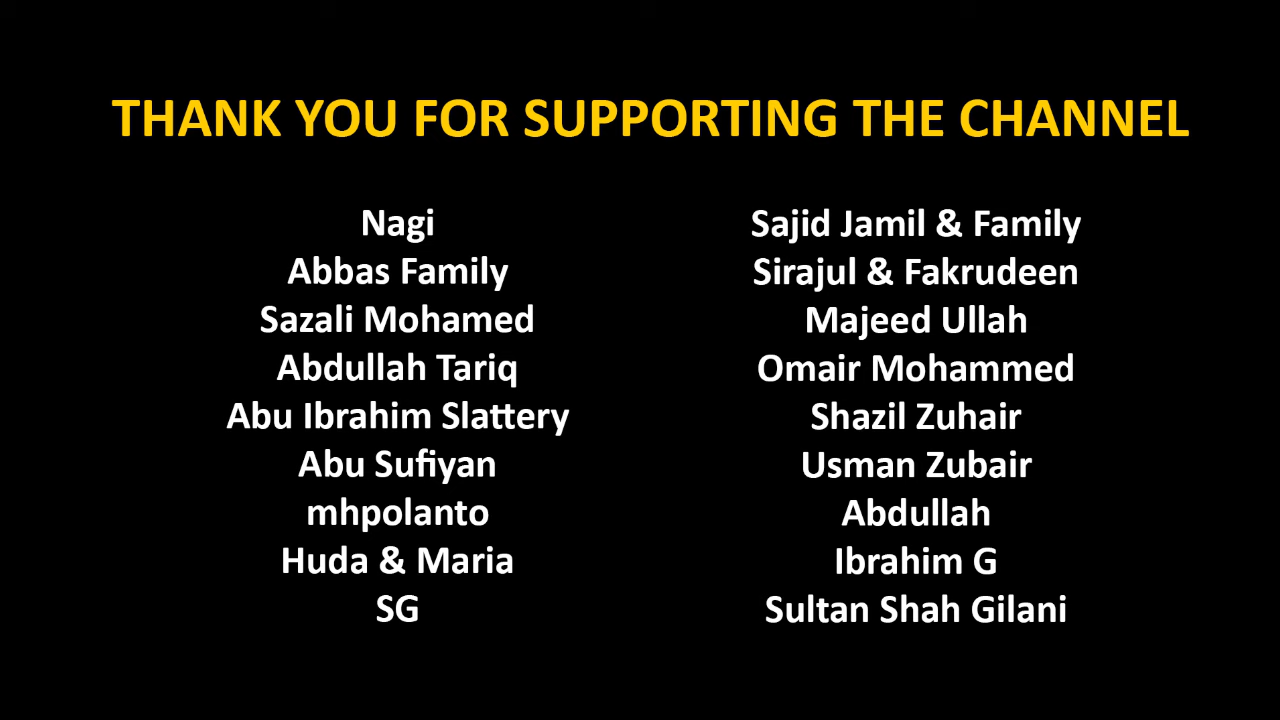 THANK YOU FOR SUPPORTING THE CHANNEL
Nagi
Abbas Family
Sazali Mohamed
Abdullah Tariq
Abu Ibrahim Slattery
Abu Sufiyan
mhpolanto
Huda & Maria
SG
Sajid Jamil & Family
Sirajul & Fakrudeen
Majeed Ullah
Omair Mohammed
Shazil Zuhair
Usman Zubair
Abdullah
Ibrahim G
Sultan Shah Gilani